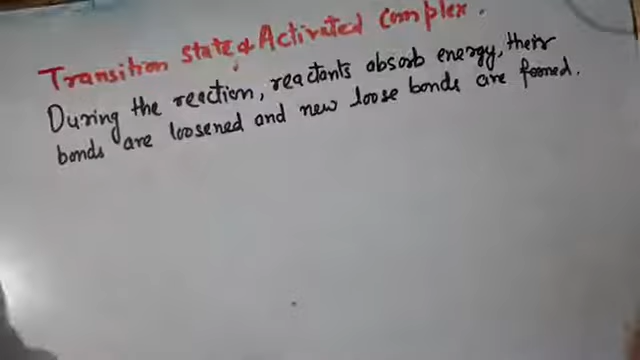 Transition state & Activated complex.
During the reaction, reactants absorb energy, their
bonds are loosened and new loose bonds are formed.